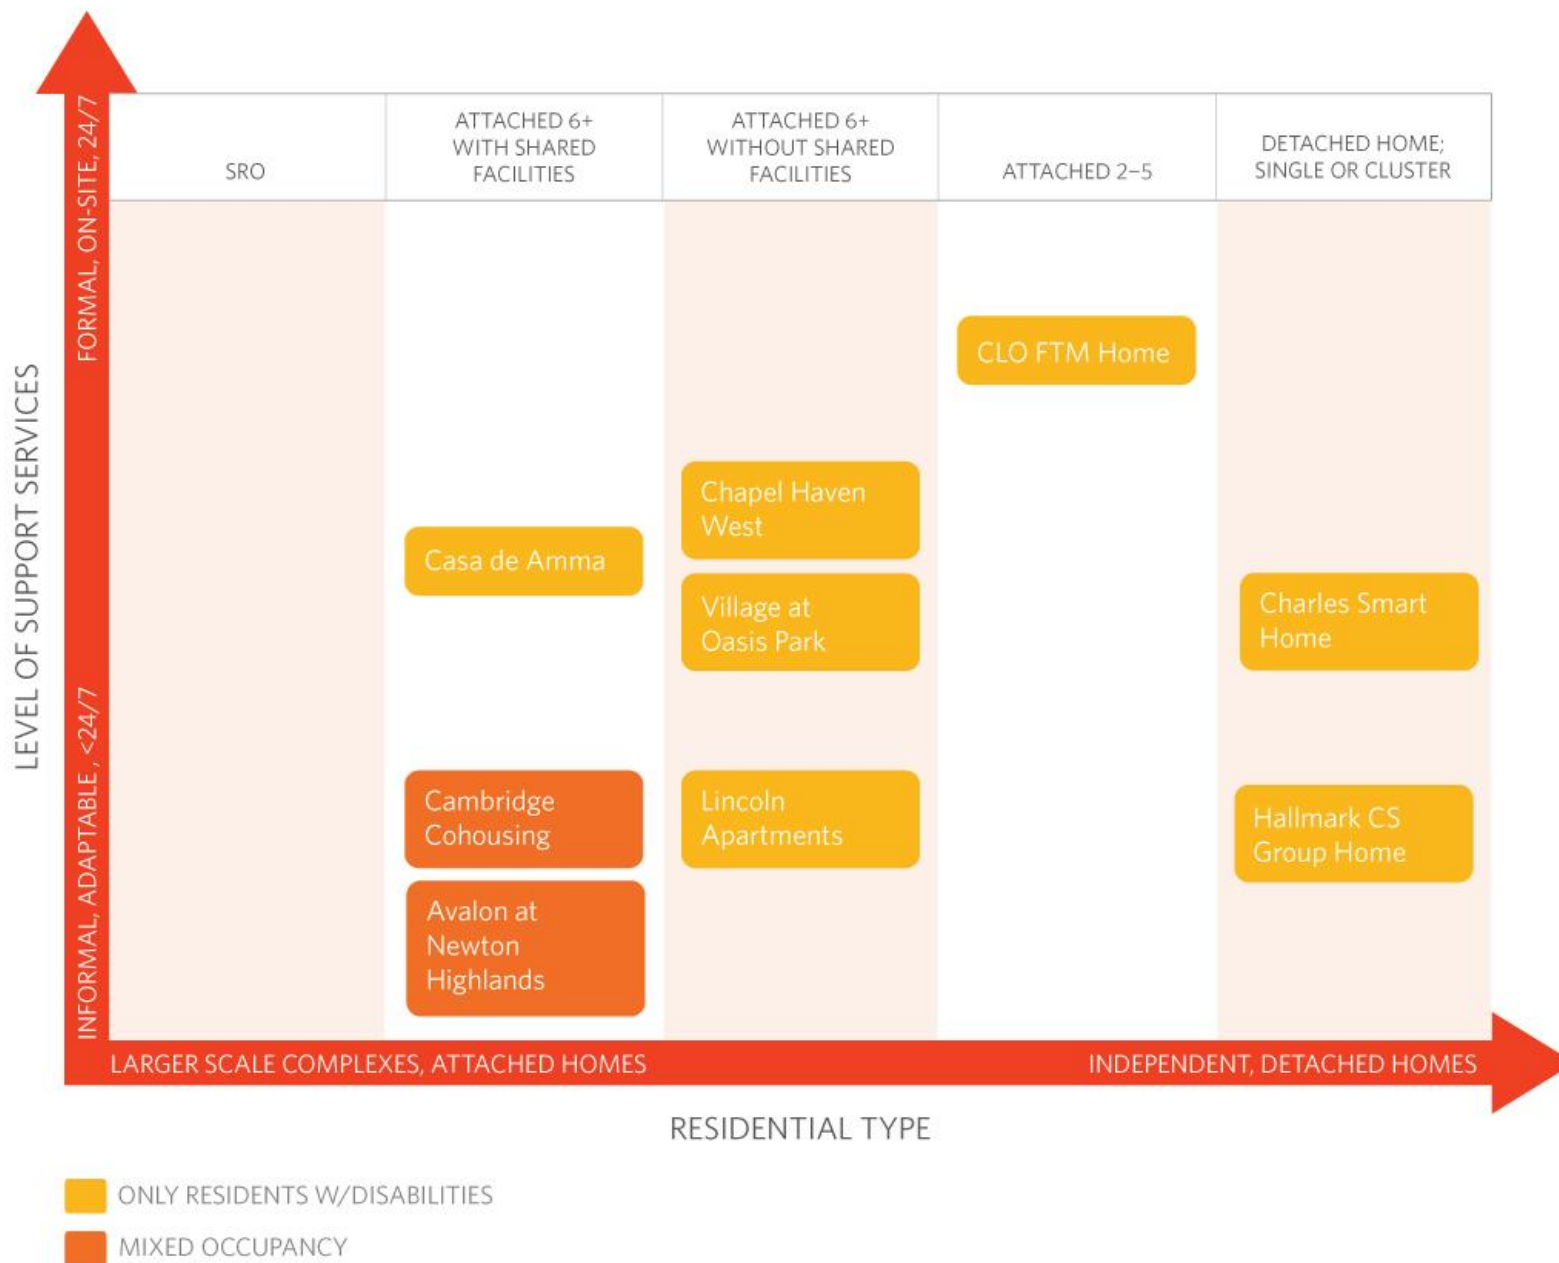 LEVEL OF SUPPORT SERVICES
FORMAL, ON-SITE, 24/7
INFORMAL, ADAPTABLE , <24/7
SRO
ATTACHED 6+
WITH SHARED
FACILITIES
ATTACHED 6+
WITHOUT SHARED
FACILITIES
ATTACHED 2–5
DETACHED HOME;
SINGLE OR CLUSTER
CLO FTM Home
Chapel Haven
West
Casa de Amma
Village at
Oasis Park
Charles Smart
Home
Cambridge
Cohousing
Lincoln
Apartments
Hallmark CS
Group Home
Avalon at
Newton
Highlands
LARGER SCALE COMPLEXES, ATTACHED HOMES
INDEPENDENT, DETACHED HOMES
RESIDENTIAL TYPE
ONLY RESIDENTS W/DISABILITIES
MIXED OCCUPANCY